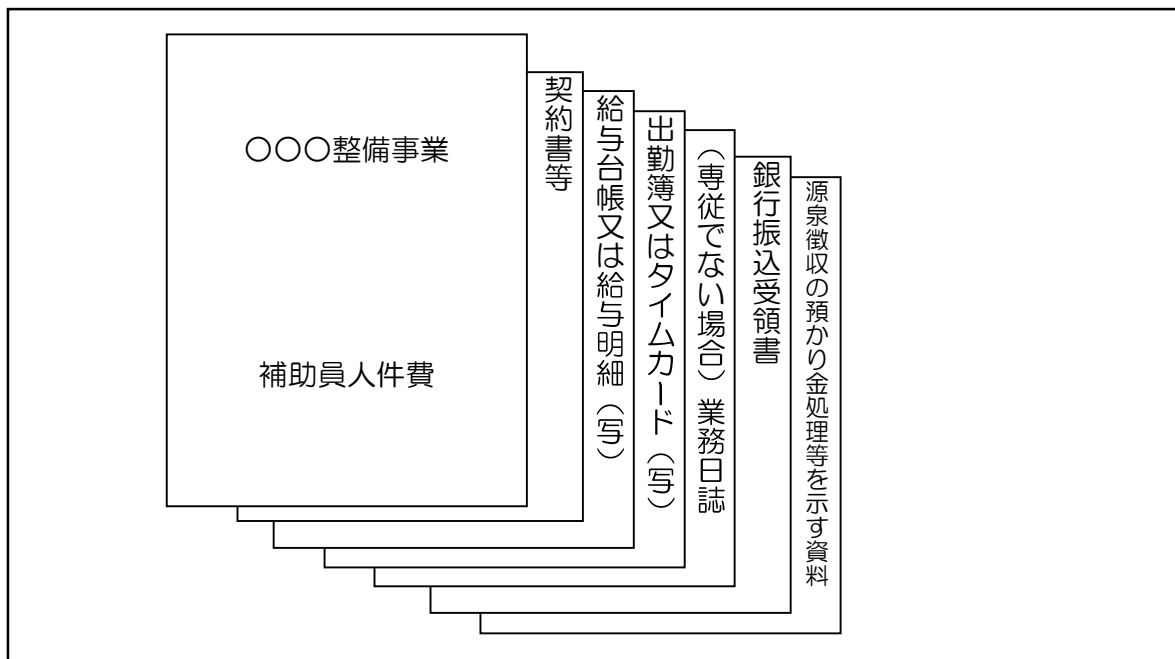 〇〇〇整備事業
補助員人件費
契約書等
給与台帳又は給与明細（写）
出勤簿又はタイムカード（写）
（専従でない場合）業務日誌
銀行振込受領書
源泉徴収の預かり金処理等を示す資料